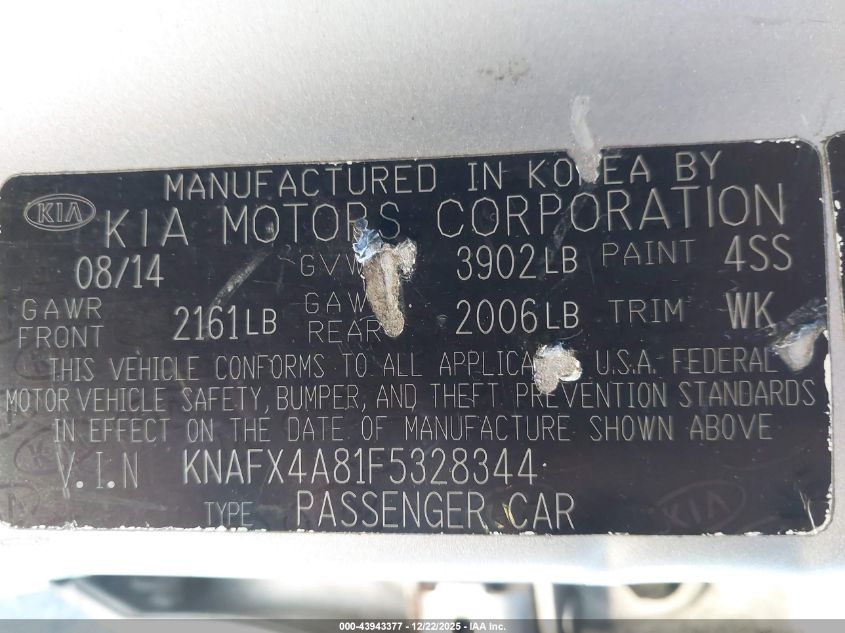 MANUFACTURED IN KOREA BY
KIA KIA MOTORS CORPORATION
08/14 GVW 3902LB PAINT 4SS
GAWR FRONT 2161LB GAW REAR 2006LB TRIM WK
THIS VEHICLE CONFORMS TO ALL APPLICA U.S.A. FEDERAL
MOTOR VEHICLE SAFETY, BUMPER, AND THEFT PREVENTION STANDARDS
IN EFFECT ON THE DATE OF MANUFACTURE SHOWN ABOVE
V.I.N KNAFX4A81F5328344
TYPE PASSENGER CAR
KIA
000-43943377 - 12/22/2025 - IAA Inc.